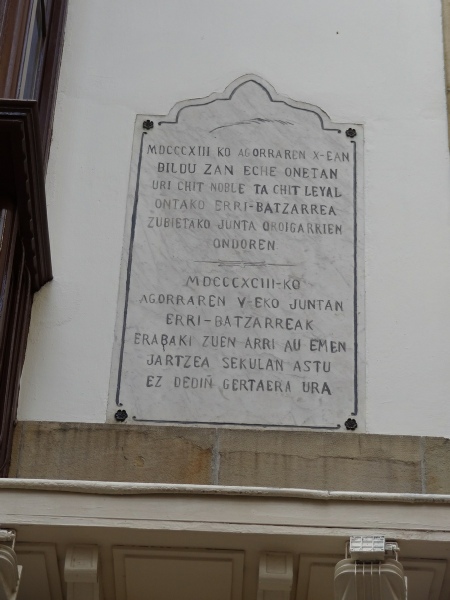 MDCCCXIII KO AGORRAREN X-EAN
BILDU ZAN ECHE ONETAN
URI CHIT NOBLE TA CHIT LEYAL
ONTAKO ERRI-BATZARREA
ZUBIETAKO JUNTA OROIGARRIEN
ONDOREN.
MDCCCXCIII-KO
AGORRAREN V-EKO JUNTAN
ERRI-BATZARREAK
ERABAKI ZUEN ARRI AU EMEN
JARTZEA SEKULAN ASTU
EZ DEDIÑ GERTAERA URA